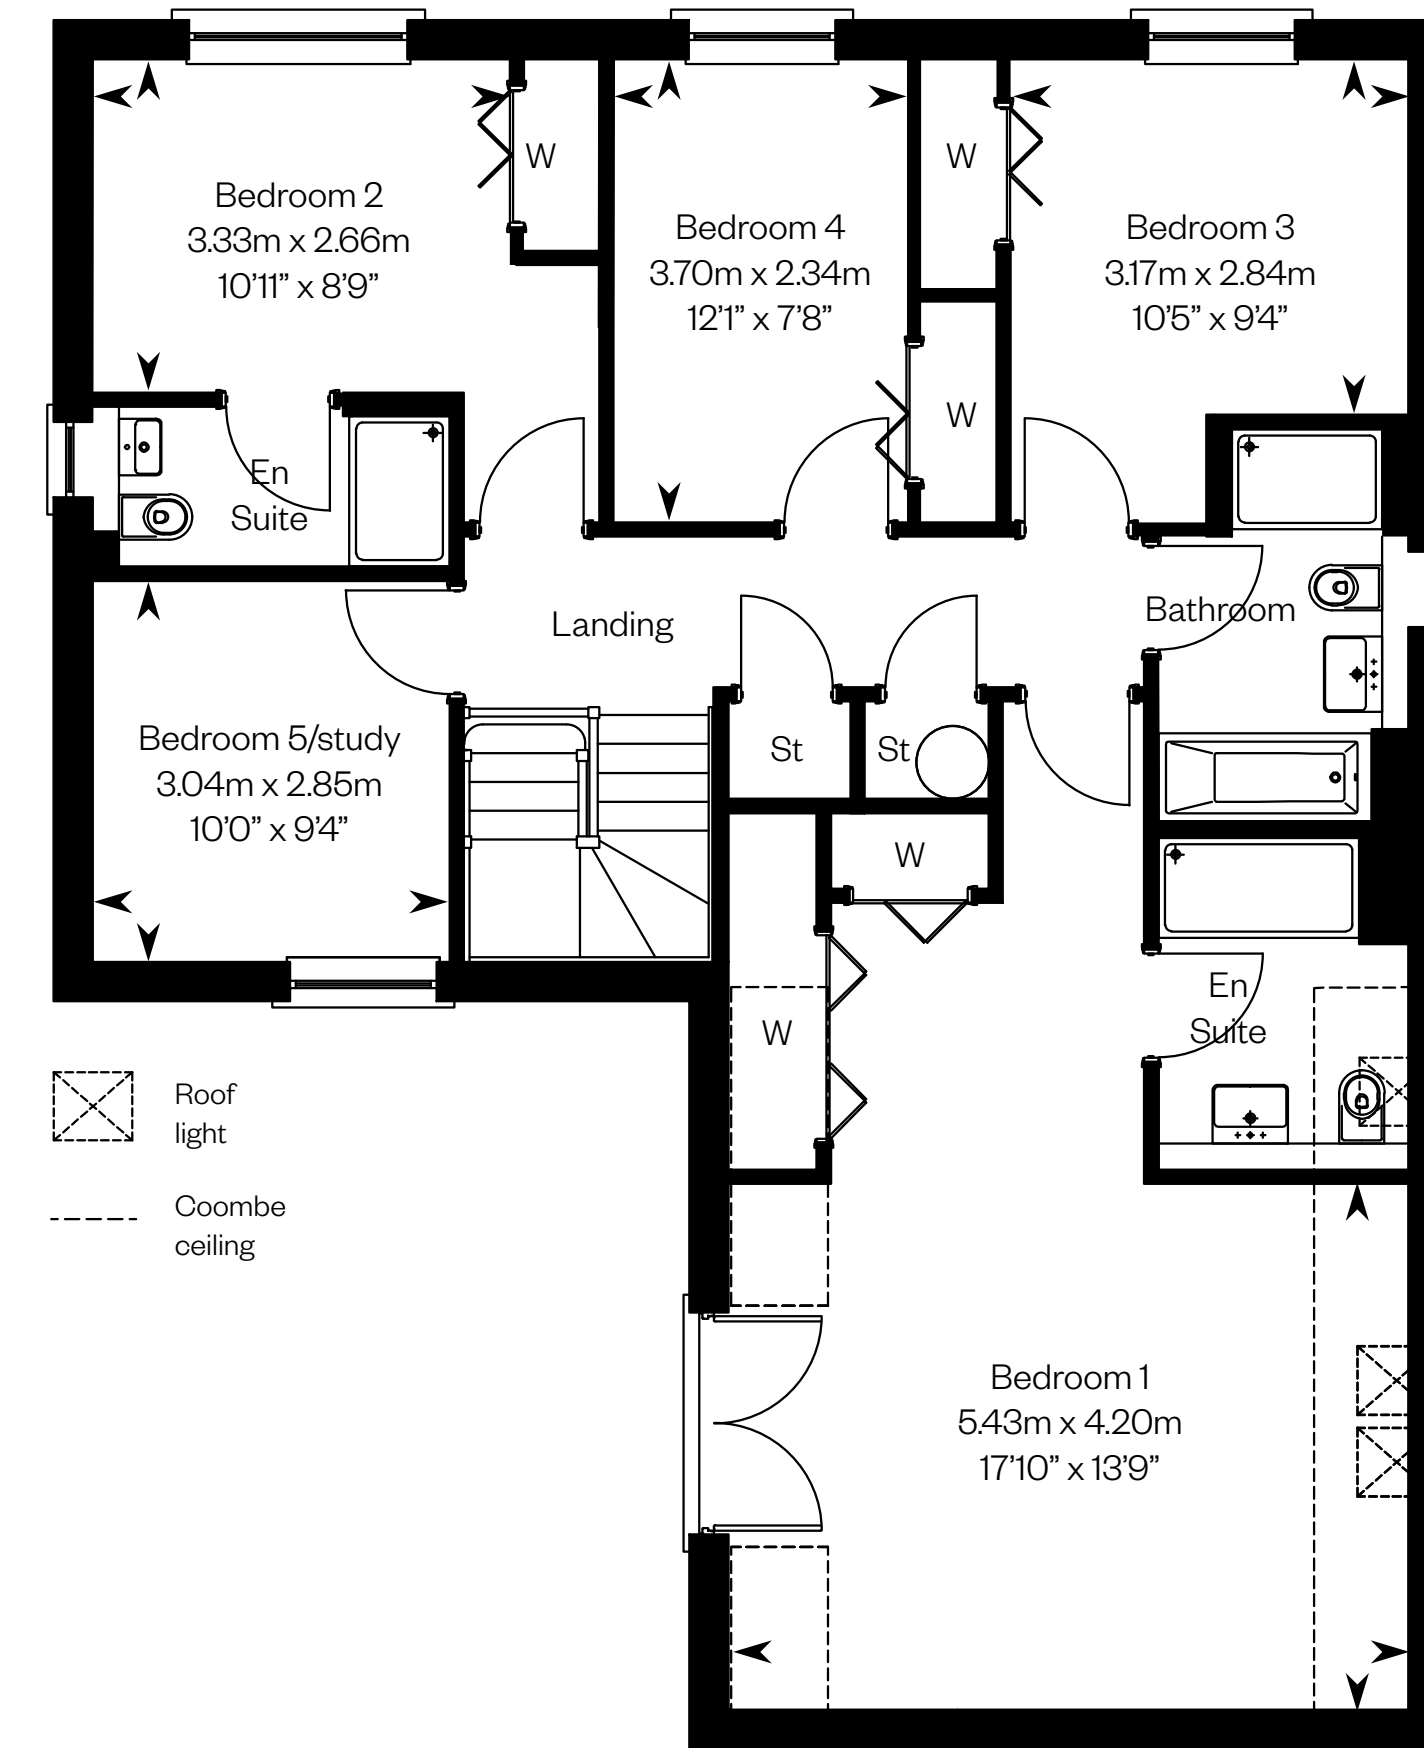 Bedroom 2
3.33m x 2.66m
10'11” x 8'9”
W
Bedroom 4
3.70m x 2.34m
12'1” x 7'8”
W
W
Bedroom 3
3.17m x 2.84m
10'5” x 9'4”
En
Suite
Landing
Bathroom
Bedroom 5/study
3.04m x 2.85m
10'0” x 9'4”
St
St
W
W
En
Suite
Roof
light
Coombe
ceiling
Bedroom 1
5.43m x 4.20m
17'10” x 13'9”